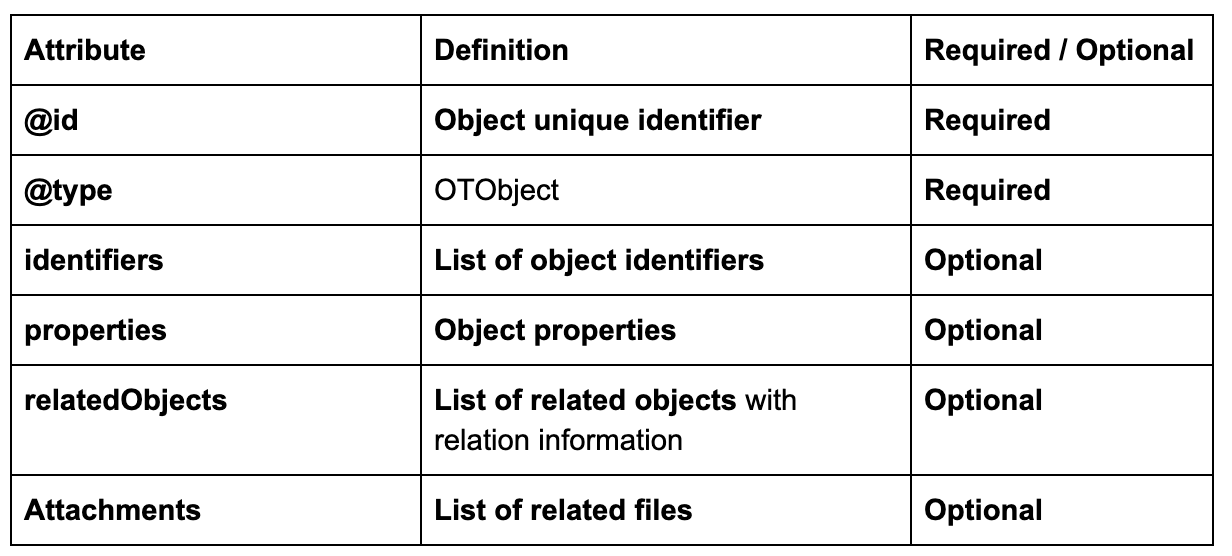 Attribute Definition Required / Optional
@id Object unique identifier Required
@type OTObject Required
identifiers List of object identifiers Optional
properties Object properties Optional
relatedObjects List of related objects with Optional
relation information
Attachments List of related files Optional